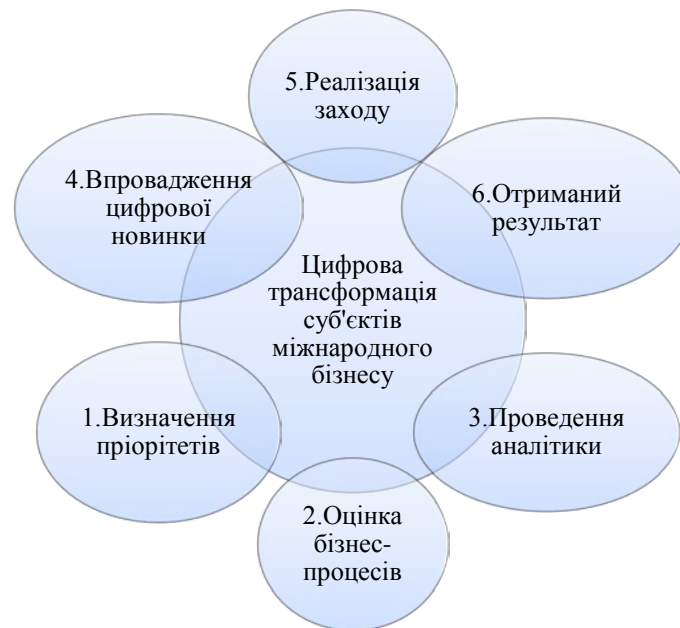 5.Реалізація
заходу
4.Впровадження
цифрової
новинки
6.Отриманий
результат
Цифрова
трансформація
суб'єктів
міжнародного
бізнесу
1.Визначення
пріорітетів
3.Проведення
аналітики
2.Оцінка
бізнес-
процесів